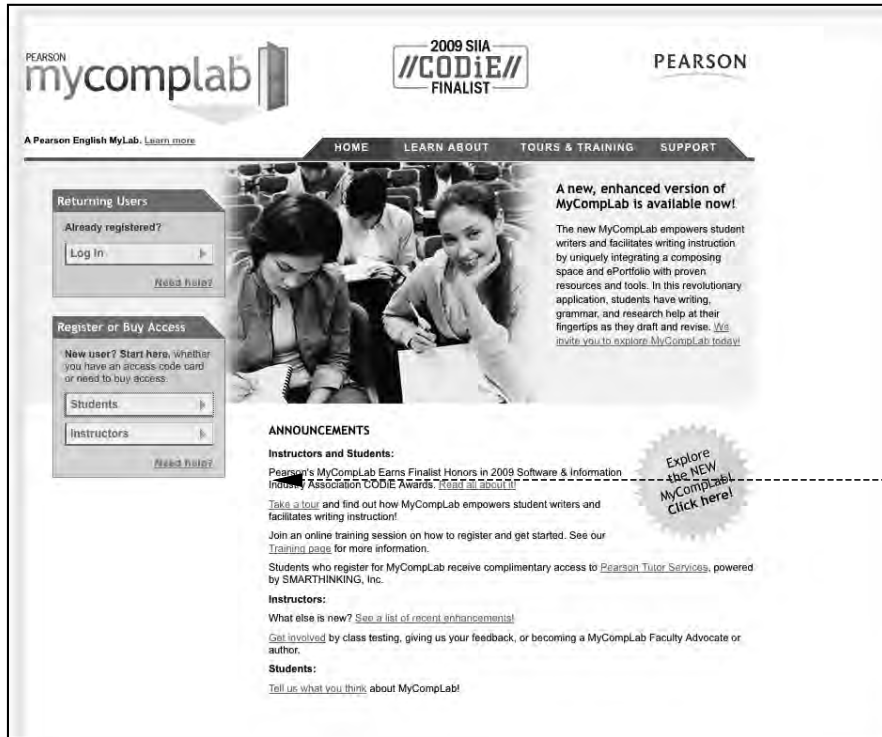 PEARSON
mycomplab
2009 SIIA
//CODiE//
FINALIST
PEARSON
A Pearson English MyLab. Learn more
HOME LEARN ABOUT TOURS & TRAINING SUPPORT
Returning Users
Already registered?
Log In
Need help?
Register or Buy Access
New user? Start here, whether
you have an access code card
or need to buy access.
Students
Instructors
Need help?
A new, enhanced version of
MyCompLab is available now!
The new MyCompLab empowers student
writers and facilitates writing instruction
by uniquely integrating a composing
space and ePortfolio with proven
resources and tools. In this revolutionary
application, students have writing,
grammar, and research help at their
fingertips as they draft and revise. We
invite you to explore MyCompLab today!
ANNOUNCEMENTS
Instructors and Students:
Pearson's MyCompLab Earns Finalist Honors in 2009 Software & Information
Industry Association CODiE Awards. Read all about it!
Take a tour and find out how MyCompLab empowers student writers and
facilitates writing instruction!
Join an online training session on how to register and get started. See our
Training page for more information.
Students who register for MyCompLab receive complimentary access to Pearson Tutor Services, powered
by SMARTHINKING, Inc.
Instructors:
What else is new? See a list of recent enhancements!
Get involved by class testing, giving us your feedback, or becoming a MyCompLab Faculty Advocate or
author.
Students:
Tell us what you think about MyCompLab!
Explore
the NEW
MyCompLab!
Click here!